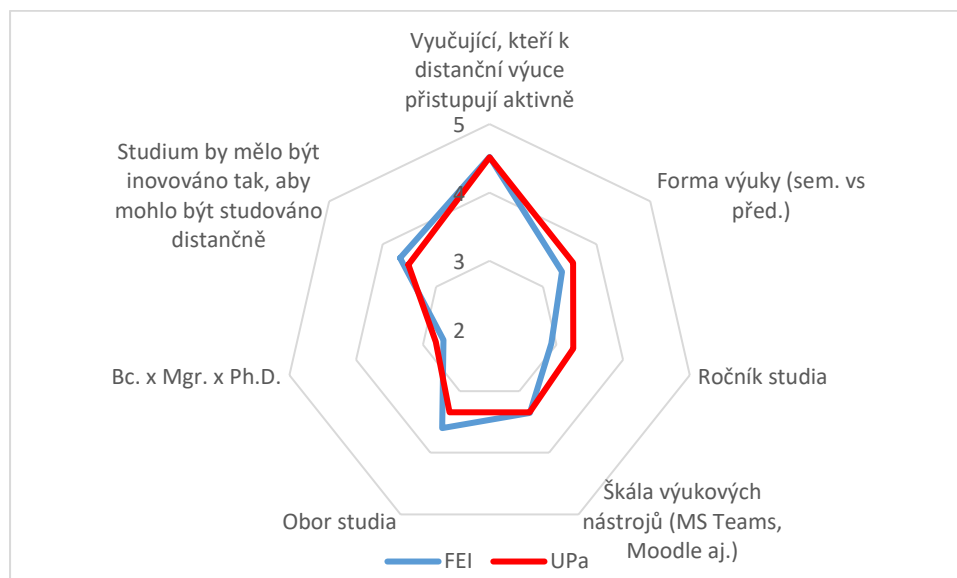 Vyučující, kteří k
distanční výuce
přistupují aktivně
5
Studium by mělo být
inovováno tak, aby
mohlo být studováno
distančně
Forma výuky (sem. vs
před.)
4
3
2
Bc. x Mgr. x Ph.D.
Ročník studia
Škála výukových
nástrojů (MS Teams,
Moodle aj.)
Obor studia
FEI
UPa